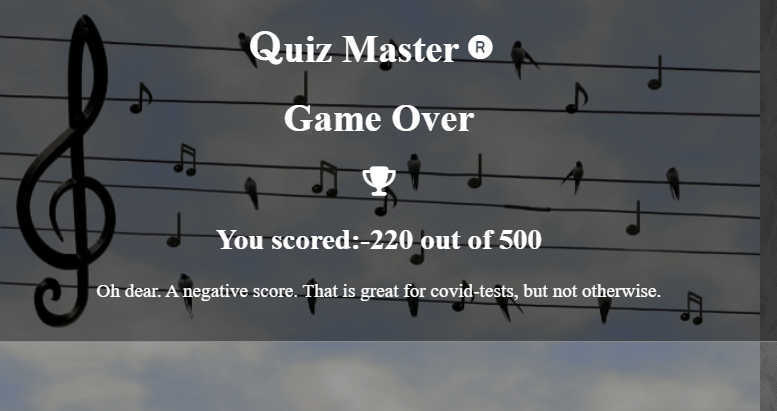 Quiz Master ®
Game Over
You scored:-220 out of 500
Oh dear. A negative score. That is great for covid-tests, but not otherwise.